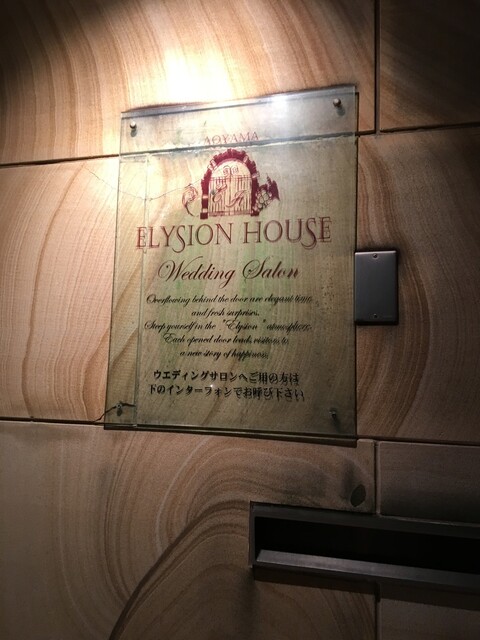 AOYAMA
ELYSION HOUSE
Wedding Salon
Overflowing behind the door are elegant time
and fresh surprises.
Steep yourself in the "Elysion" atmosphere.
Each opened door leads visitors to
a new story of happiness.
ウエディングサロンへご用の方は
下のインターフォンでお呼び下さい